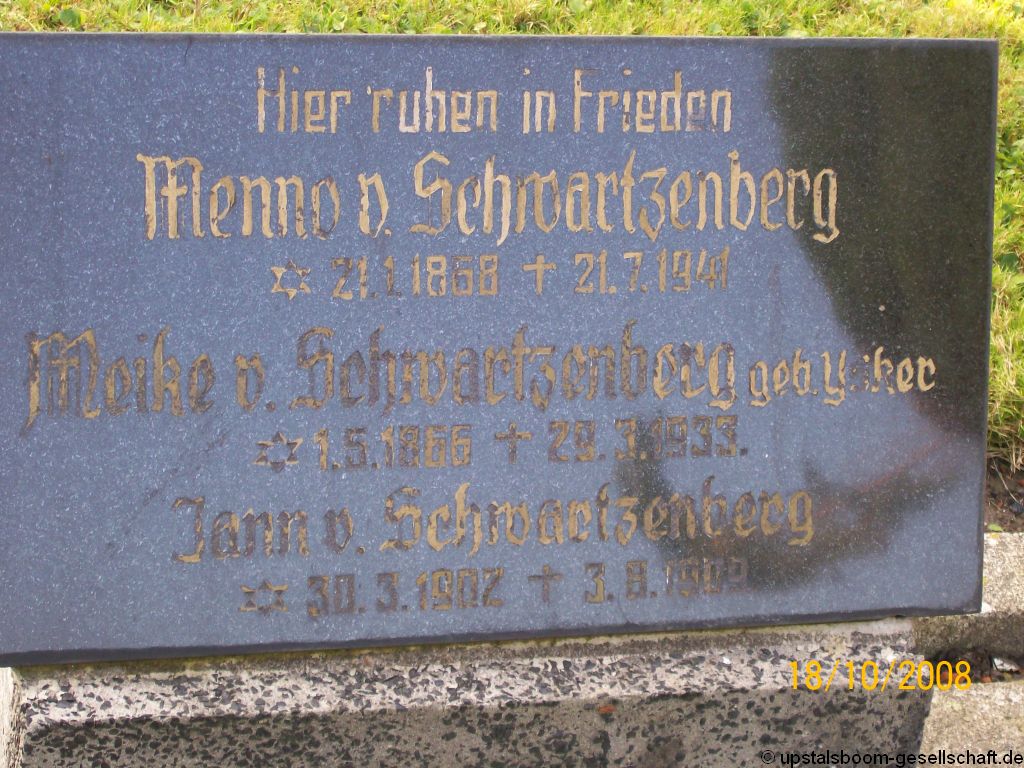 Hier ruhen in Frieden
Menno v. Schwartzenberg
✡ 21.1.1868 † 21.7.1941
Meike v. Schwartzenberg geb.
✡ 1.5.1866 † 29.3.1933.
Jann v. Schwartzenberg
✡ 30.3.1902 † 3.8.1909
18/10/2008
© upstalsboom-gesellschaft.de